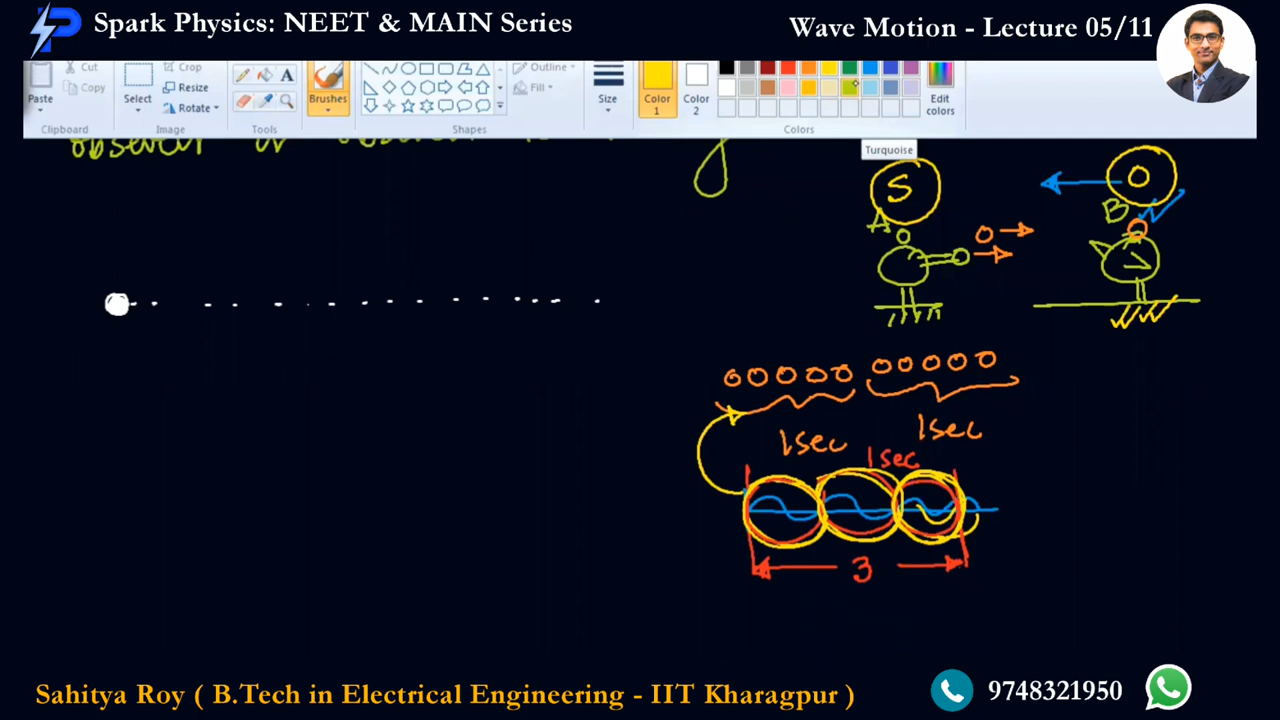 Spark Physics: NEET & MAIN Series
Wave Motion - Lecture 05/11
Cut
Copy
Paste
Clipboard
Select
Crop
Resize
Rotate
Image
A
Tools
Brushes
Shapes
Outline
Fill
Size
Color 1
Color 2
Colors
Edit colors
Turquoise
S
O
A
B
1sec
1sec
1sec
3
Sahitya Roy ( B.Tech in Electrical Engineering - IIT Kharagpur )
9748321950